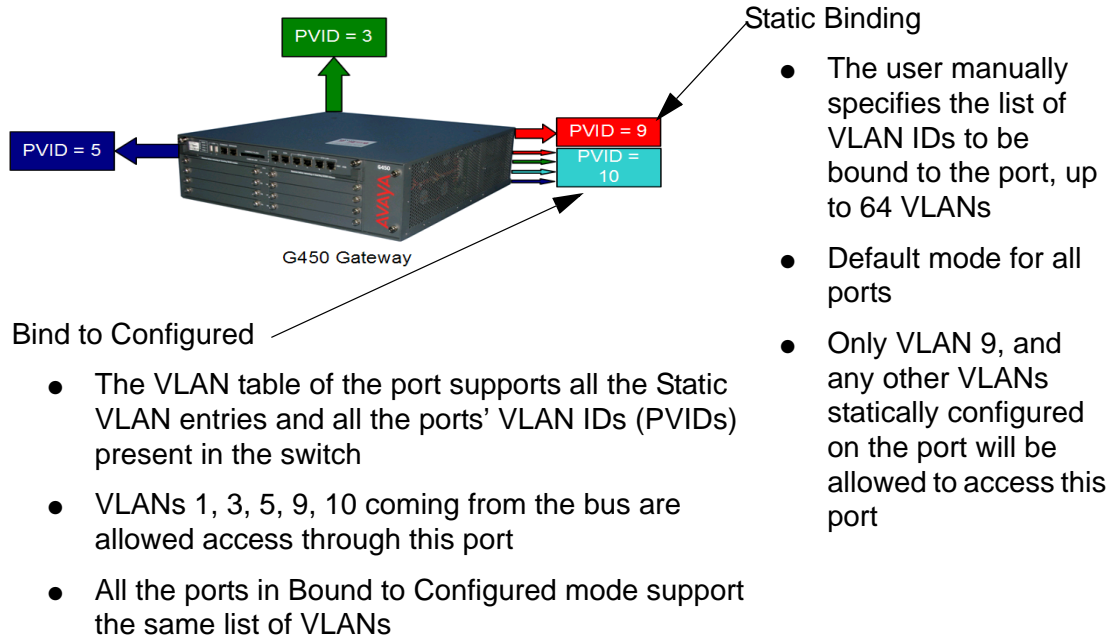 PVID = 3
PVID = 5
G450
AVAYA
G450 Gateway
PVID = 9
PVID =
10
Static Binding
● The user manually
specifies the list of
VLAN IDs to be
bound to the port, up
to 64 VLANs
● Default mode for all
ports
● Only VLAN 9, and
any other VLANs
statically configured
on the port will be
allowed to access this
port
Bind to Configured
● The VLAN table of the port supports all the Static
VLAN entries and all the ports’ VLAN IDs (PVIDs)
present in the switch
● VLANs 1, 3, 5, 9, 10 coming from the bus are
allowed access through this port
● All the ports in Bound to Configured mode support
the same list of VLANs